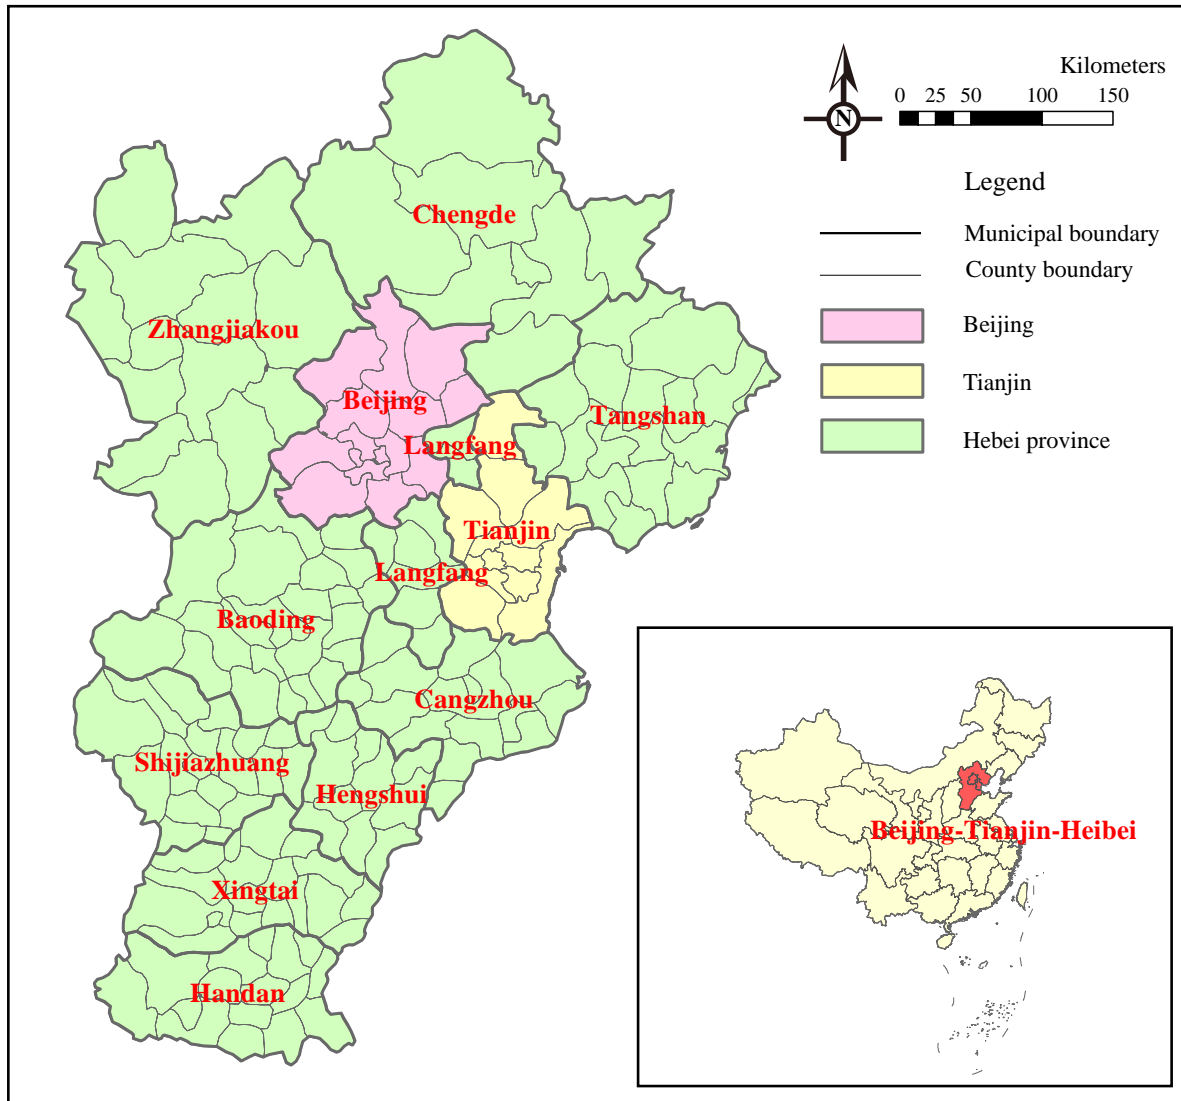 Kilometers
0 25 50 100 150
N
Legend
Municipal boundary
County boundary
Beijing
Tianjin
Hebei province
Chengde
Zhangjiakou
Beijing
Tangshan
Langfang
Tianjin
Langfang
Baoding
Cangzhou
Shijiazhuang
Hengshui
Xingtai
Handan
Beijing-Tianjin-Heibei